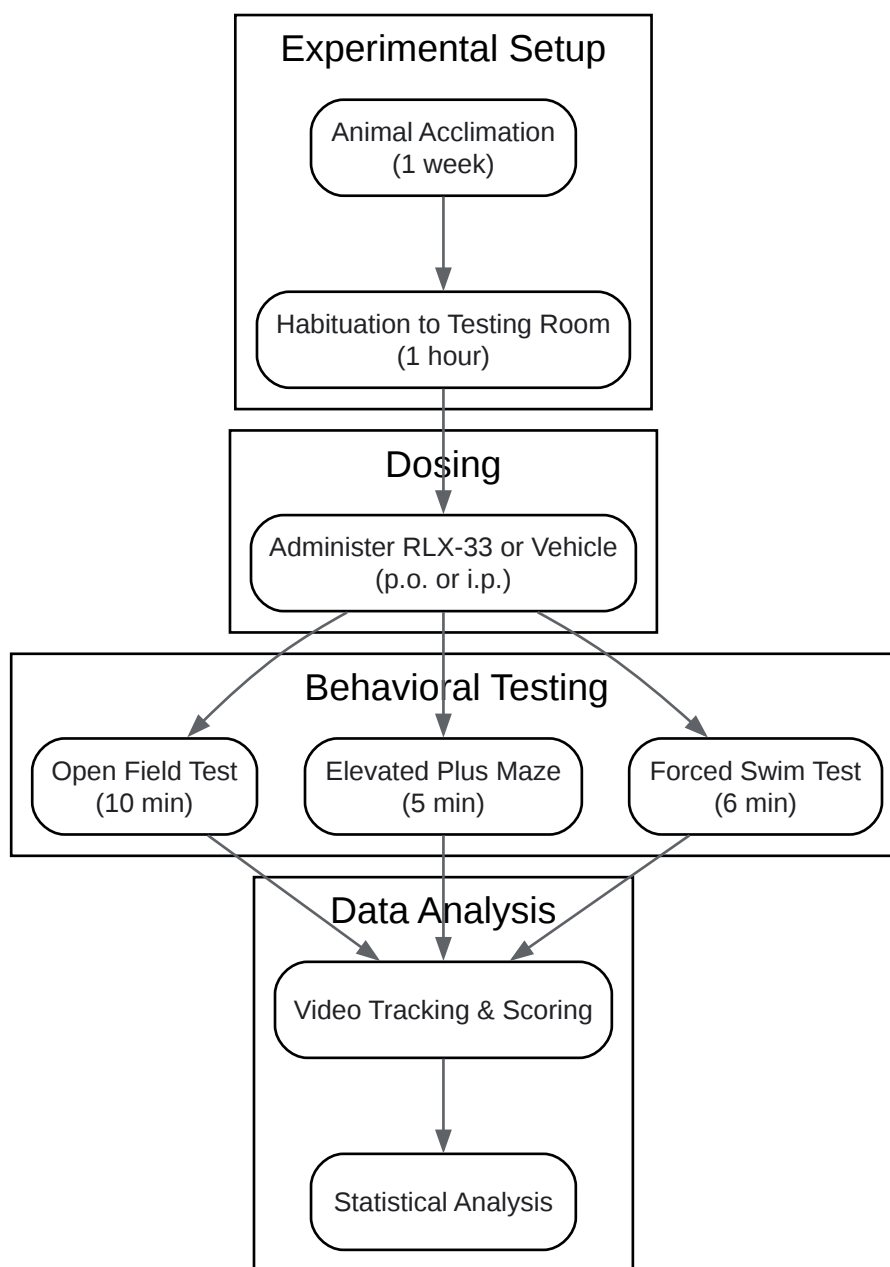 Experimental Setup
Animal Acclimation
(1 week)
Habituation to Testing Room
(1 hour)
Dosing
Administer RLX-33 or Vehicle
(p.o. or i.p.)
Behavioral Testing
Open Field Test
(10 min)
Elevated Plus Maze
(5 min)
Forced Swim Test
(6 min)
Data Analysis
Video Tracking & Scoring
Statistical Analysis